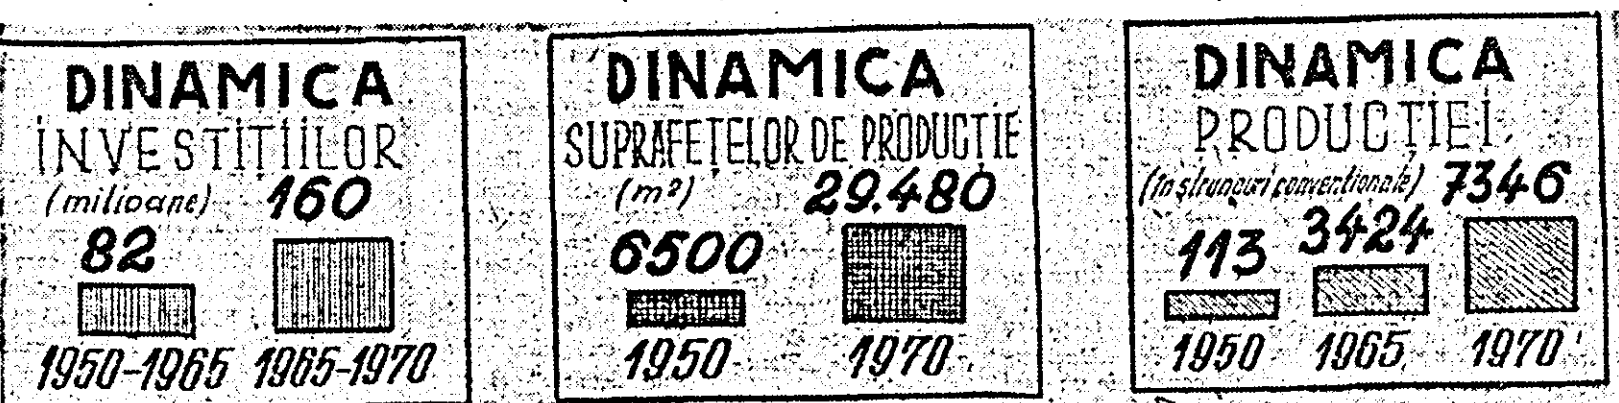 DINAMICA
INVESTIȚIILOR
(milioane) 160
82
1950-1965 1965-1970
DINAMICA
SUPRAFEȚELOR DE PRODUCȚIE
(m²) 29.480
6500
1950 1970
DINAMICA
PRODUCȚIEI
(în strunguri convenționale) 7346
113 3424
1950 1965 1970